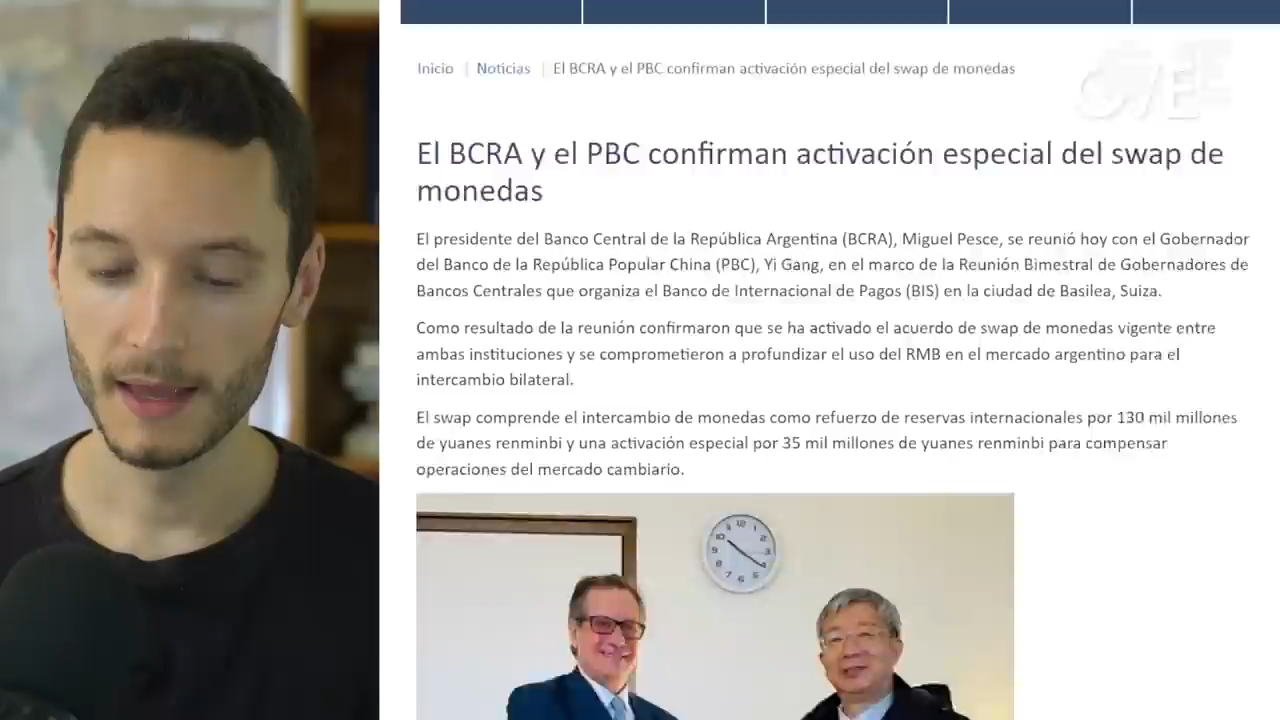 Inicio | Noticias | El BCRA y el PBC confirman activación especial del swap de monedas
El BCRA y el PBC confirman activación especial del swap de
monedas
El presidente del Banco Central de la República Argentina (BCRA), Miguel Pesce, se reunió hoy con el Gobernador
del Banco de la República Popular China (PBC), Yi Gang, en el marco de la Reunión Bimestral de Gobernadores de
Bancos Centrales que organiza el Banco de Internacional de Pagos (BIS) en la ciudad de Basilea, Suiza.
Como resultado de la reunión confirmaron que se ha activado el acuerdo de swap de monedas vigente entre
ambas instituciones y se comprometieron a profundizar el uso del RMB en el mercado argentino para el
intercambio bilateral.
El swap comprende el intercambio de monedas como refuerzo de reservas internacionales por 130 mil millones
de yuanes renminbi y una activación especial por 35 mil millones de yuanes renminbi para compensar
operaciones del mercado cambiario.